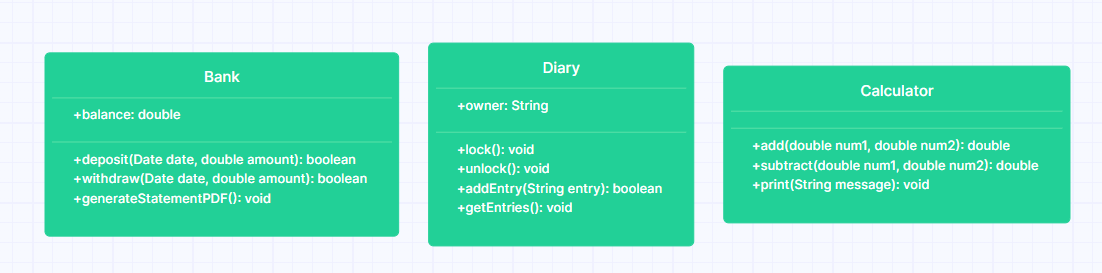 Bank
+balance: double
+deposit(Date date, double amount): boolean
+withdraw(Date date, double amount): boolean
+generateStatementPDF(): void
Diary
+owner: String
+lock(): void
+unlock(): void
+addEntry(String entry): boolean
+getEntries(): void
Calculator
+add(double num1, double num2): double
+subtract(double num1, double num2): double
+print(String message): void